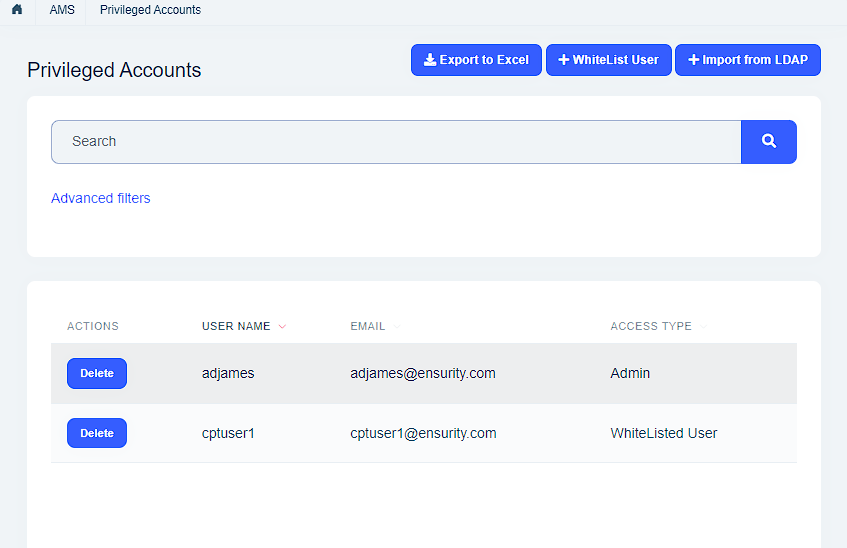 AMS Privileged Accounts
Privileged Accounts
Export to Excel
WhiteList User
Import from LDAP
Search
Advanced filters
ACTIONS USER NAME EMAIL ACCESS TYPE
Delete adjames adjames@ensurity.com Admin
Delete cptuser1 cptuser1@ensurity.com WhiteListed User